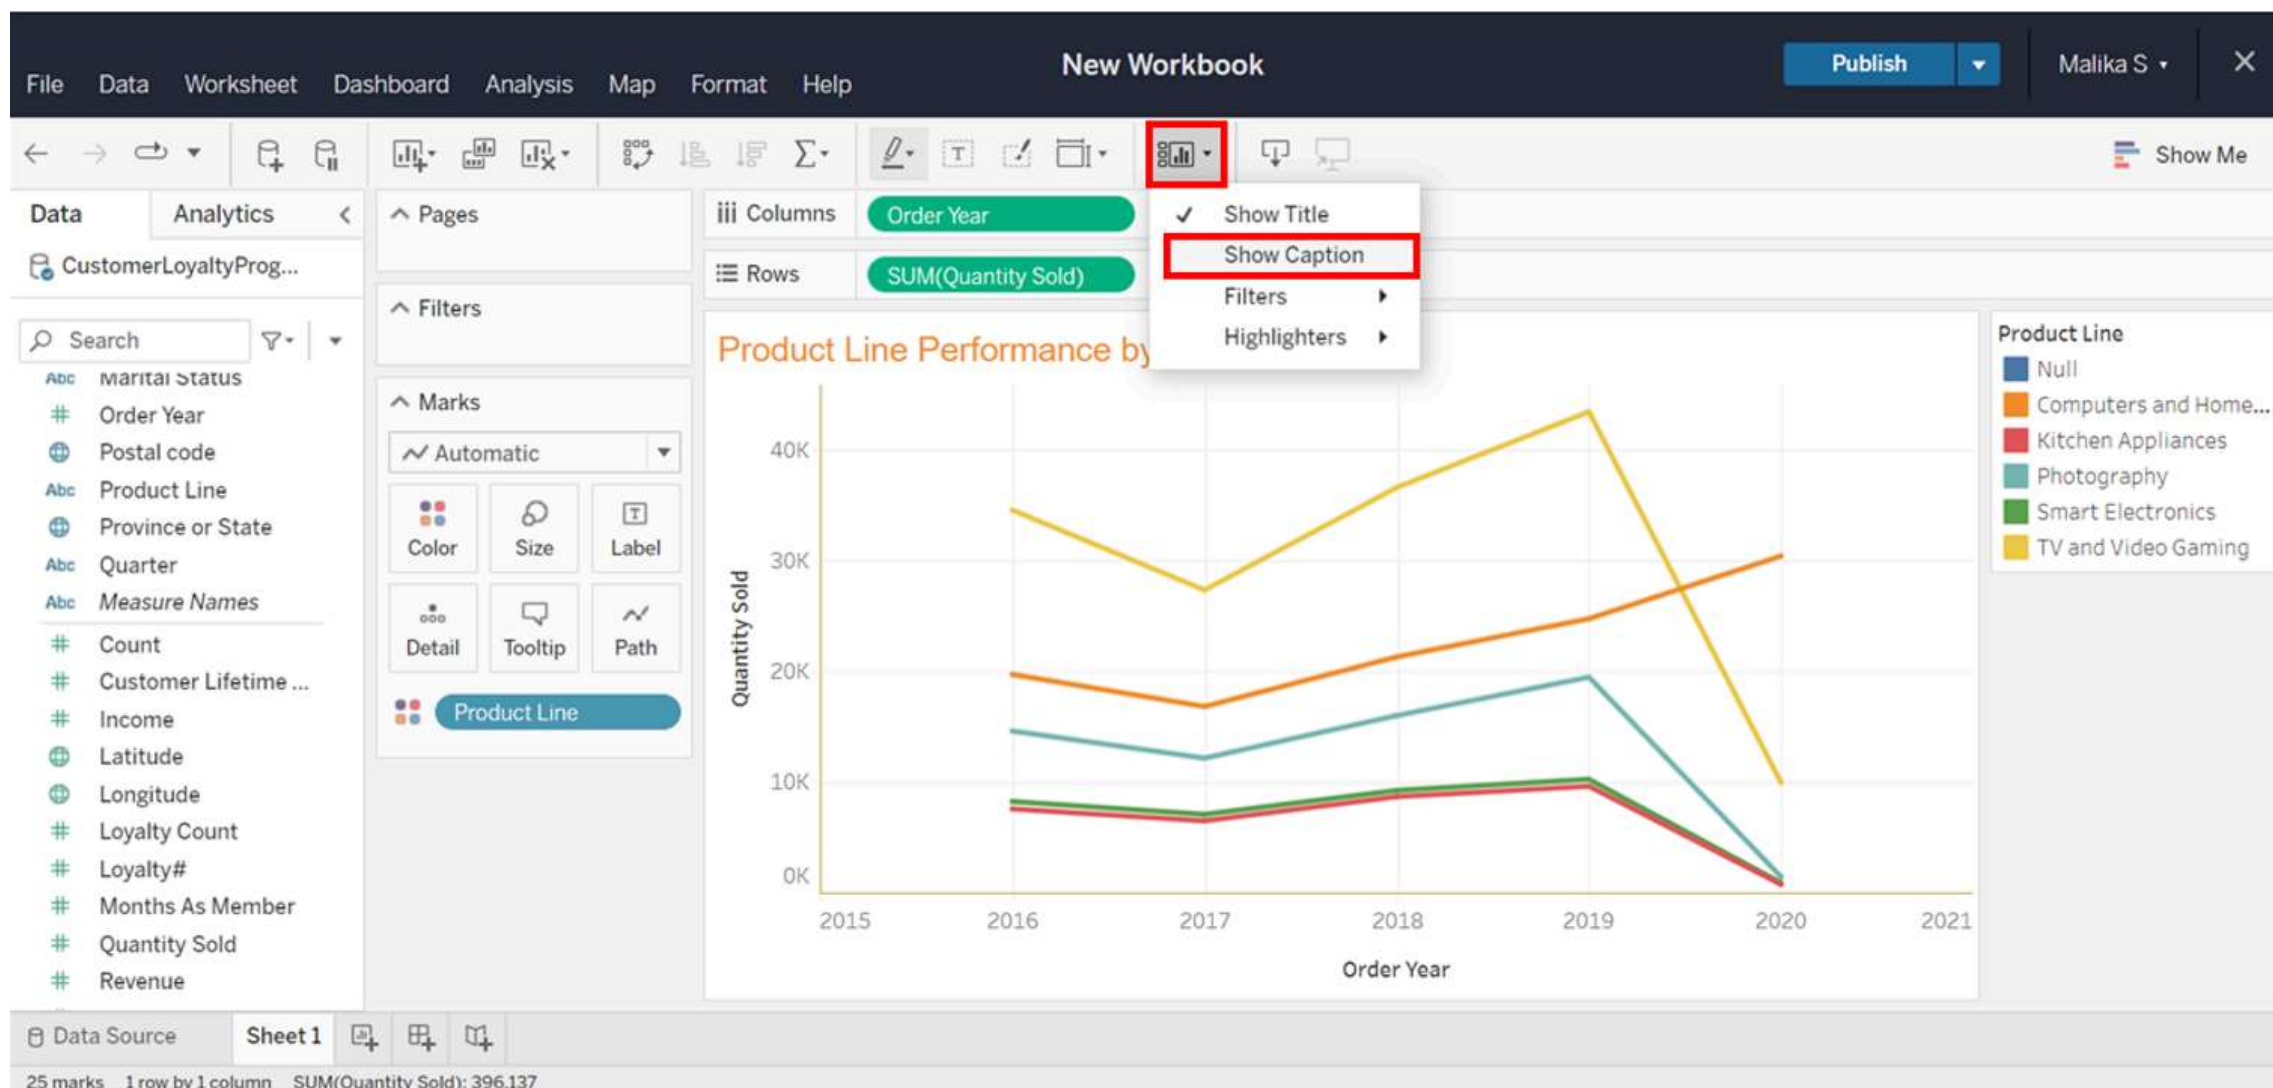 New Workbook
Publish
Malika S
File Data Worksheet Dashboard Analysis Map Format Help
Show Me
Data Analytics
CustomerLoyaltyProg...
Search
Abc Marital Status
Order Year
Postal code
Abc Product Line
Province or State
Abc Quarter
Abc Measure Names
Count
Customer Lifetime ...
Income
Latitude
Longitude
Loyalty Count
Loyalty#
Months As Member
Quantity Sold
Revenue
Pages
Filters
Marks
Automatic
Color Size Label
Detail Tooltip Path
Product Line
Columns Order Year
Rows SUM(Quantity Sold)
Show Title
Show Caption
Filters
Highlighters
Product Line Performance by
Quantity Sold
40K
30K
20K
10K
0K
2015 2016 2017 2018 2019 2020 2021
Order Year
Product Line
Null
Computers and Home...
Kitchen Appliances
Photography
Smart Electronics
TV and Video Gaming
Data Source Sheet 1
25 marks 1 row by 1 column SUM(Quantity Sold): 396,137